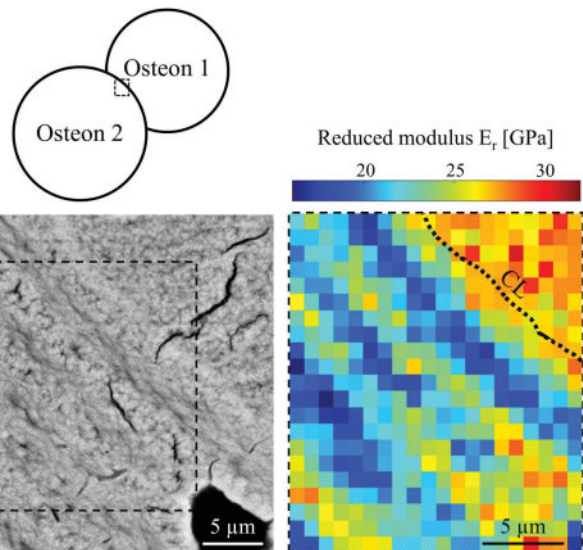 Osteon 1
Osteon 2
Reduced modulus Er [GPa]
20 25 30
CL
5 μm
5 μm